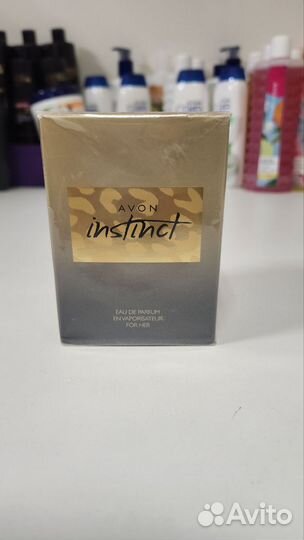 AVON
instinct
EAU DE PARFUM
EN VAPORISATEUR
FOR HER
Avito